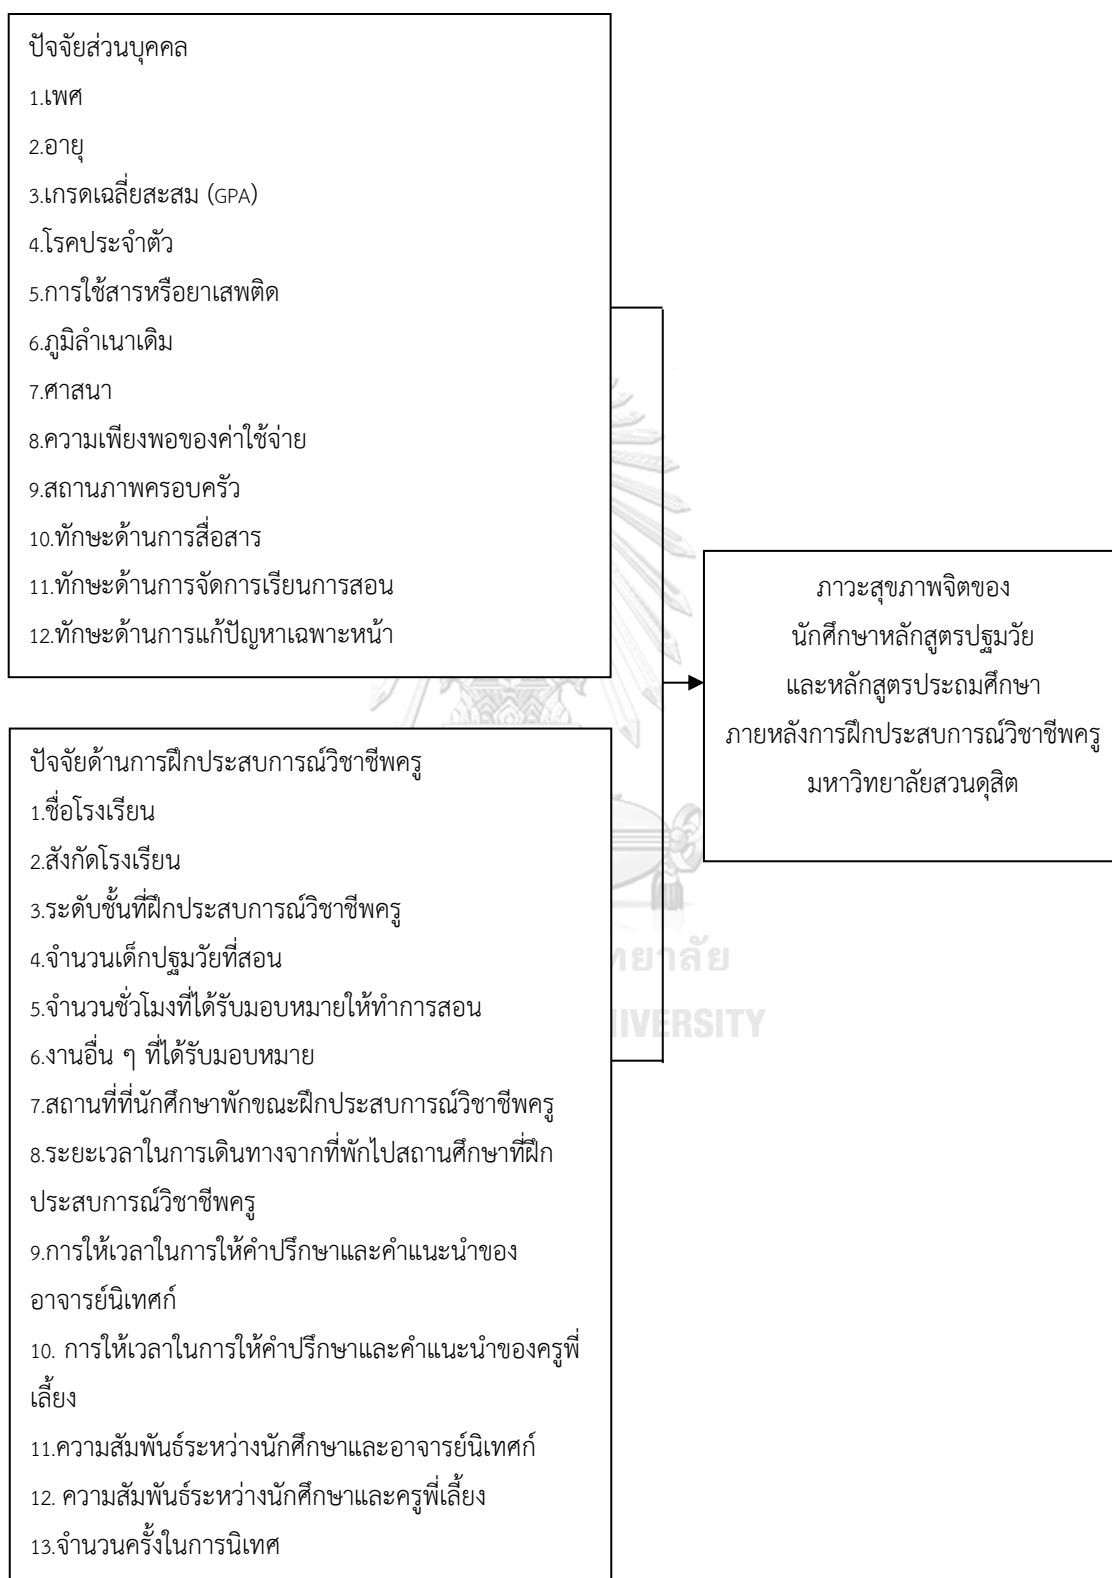 ปัจจัยส่วนบุคคล
1.เพศ
2.อายุ
3.เกรดเฉลี่ยสะสม (GPA)
4.โรคประจำตัว
5.การใช้สารหรือยาเสพติด
6.ภูมิลำเนาเดิม
7.ศาสนา
8.ความเพียงพอของค่าใช้จ่าย
9.สถานภาพครอบครัว
10.ทักษะด้านการสื่อสาร
11.ทักษะด้านการจัดการเรียนการสอน
12.ทักษะด้านการแก้ปัญหาเฉพาะหน้า
ปัจจัยด้านการฝึกประสบการณ์วิชาชีพครู
1.ชื่อโรงเรียน
2.สังกัดโรงเรียน
3.ระดับชั้นที่ฝึกประสบการณ์วิชาชีพครู
4.จำนวนเด็กปฐมวัยที่สอน
5.จำนวนชั่วโมงที่ได้รับมอบหมายให้ทำการสอน
6.งานอื่น ๆ ที่ได้รับมอบหมาย
7.สถานที่ที่นักศึกษาพักขณะฝึกประสบการณ์วิชาชีพครู
8.ระยะเวลาในการเดินทางจากที่พักไปสถานศึกษาที่ฝึก
ประสบการณ์วิชาชีพครู
9.การให้เวลาในการให้คำปรึกษาและคำแนะนำของ
อาจารย์นิเทศก์
10. การให้เวลาในการให้คำปรึกษาและคำแนะนำของครูพี่
เลี้ยง
11.ความสัมพันธ์ระหว่างนักศึกษาและอาจารย์นิเทศก์
12. ความสัมพันธ์ระหว่างนักศึกษาและครูพี่เลี้ยง
13.จำนวนครั้งในการนิเทศ
ภาวะสุขภาพจิตของ
นักศึกษาหลักสูตรปฐมวัย
และหลักสูตรประถมศึกษา
ภายหลังการฝึกประสบการณ์วิชาชีพครู
มหาวิทยาลัยสวนดุสิต